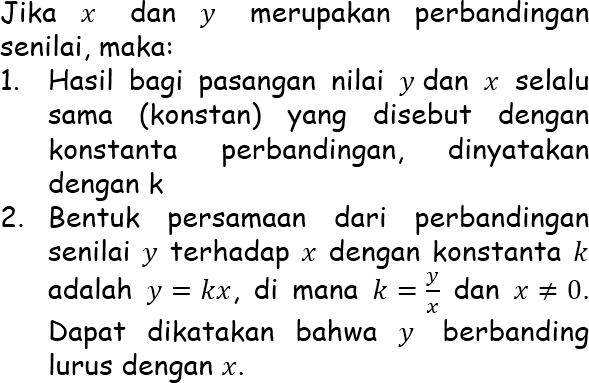 Jika x dan y merupakan perbandingan
senilai, maka:
1. Hasil bagi pasangan nilai y dan x selalu
sama (konstan) yang disebut dengan
konstanta perbandingan, dinyatakan
dengan k
2. Bentuk persamaan dari perbandingan
senilai y terhadap x dengan konstanta k
adalah y = kx, di mana k = y/x dan x ≠ 0.
Dapat dikatakan bahwa y berbanding
lurus dengan x.